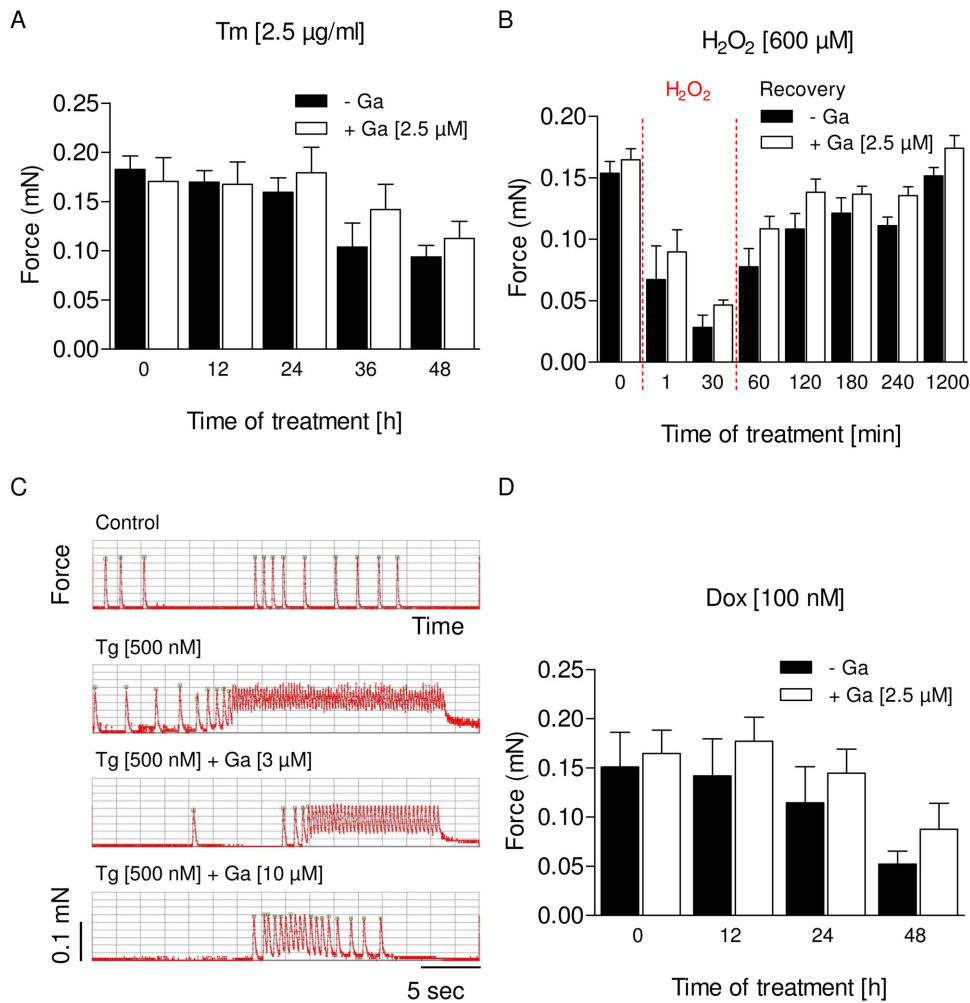 A
Tm [2.5 µg/ml]
Force (mN)
0.25
0.20
0.15
0.10
0.05
0.00
- Ga
+ Ga [2.5 µM]
0 12 24 36 48
Time of treatment [h]
B
H₂O₂ [600 µM]
H₂O₂
Recovery
- Ga
+ Ga [2.5 µM]
Force (mN)
0.20
0.15
0.10
0.05
0.00
0 1 30 60 120 180 240 1200
Time of treatment [min]
C
Control
Force
Time
Tg [500 nM]
Tg [500 nM] + Ga [3 µM]
Tg [500 nM] + Ga [10 µM]
0.1 mN
5 sec
D
Dox [100 nM]
- Ga
+ Ga [2.5 µM]
Force (mN)
0.25
0.20
0.15
0.10
0.05
0.00
0 12 24 48
Time of treatment [h]